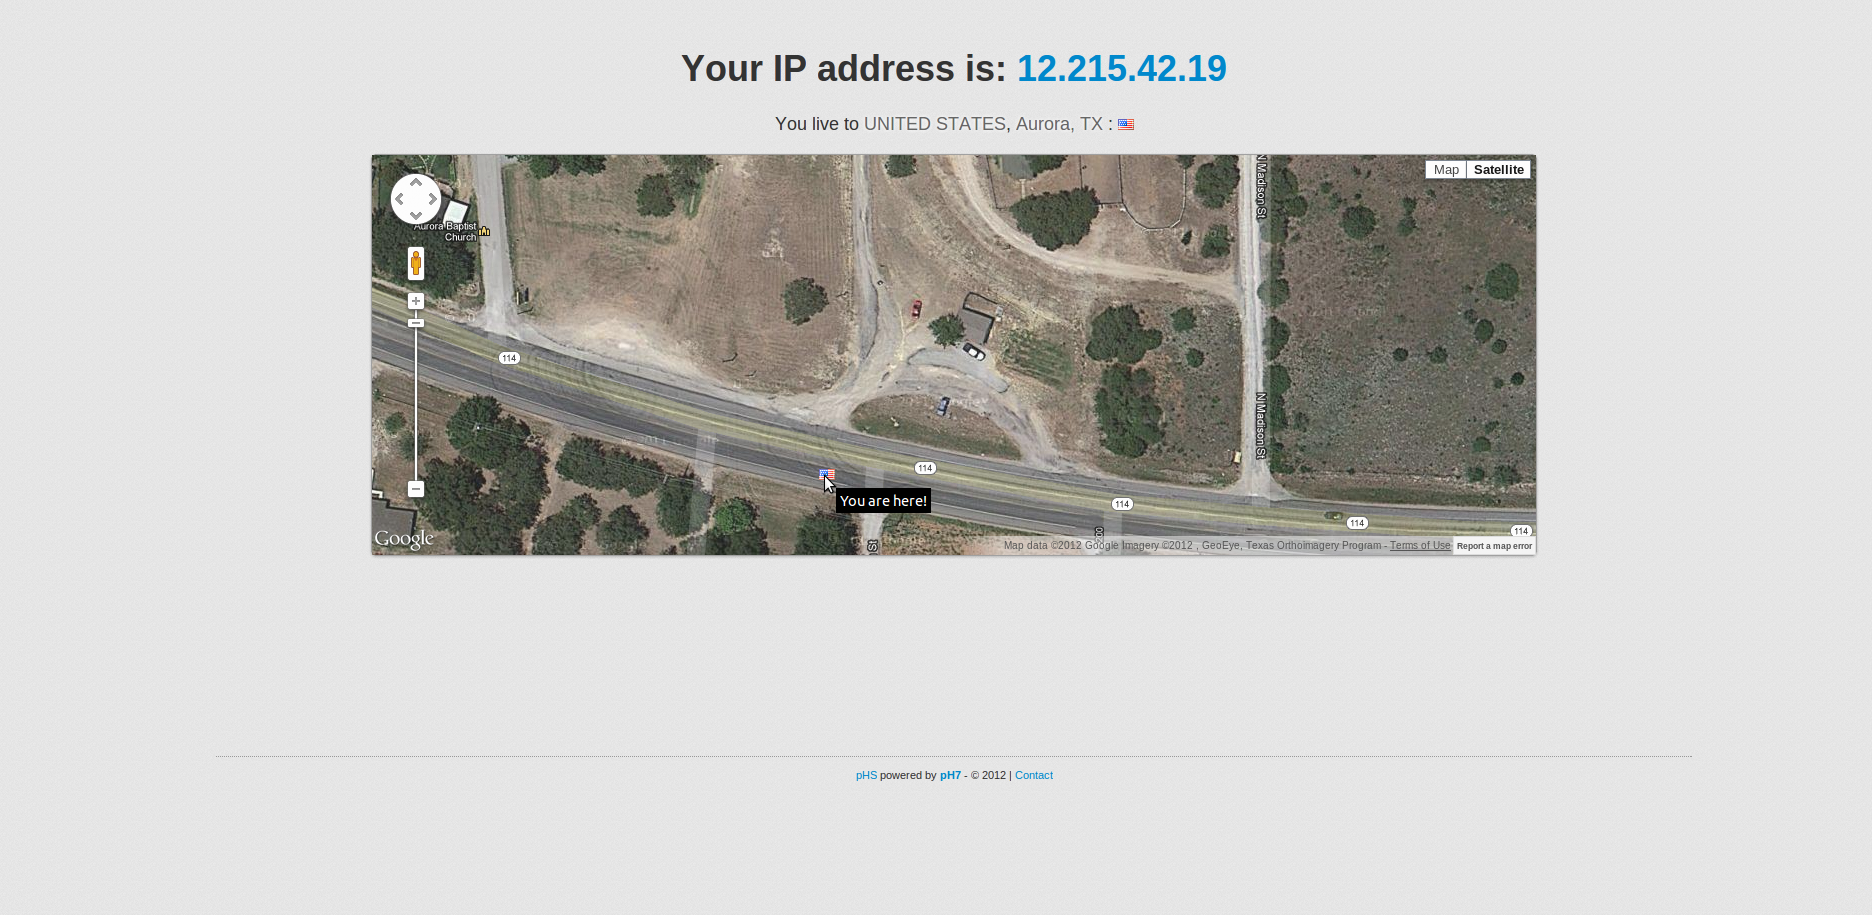 Your IP address is: 12.215.42.19
You live to UNITED STATES, Aurora, TX :
Map
Satellite
N Madison St
Aurora Baptist
Church
114
114
N Madison St
You are here!
114
114
114
Google
St
Map data ©2012 Google Imagery ©2012 , GeoEye, Texas Orthoimagery Program - Terms of Use
Report a map error
pHS powered by pH7 - © 2012 | Contact